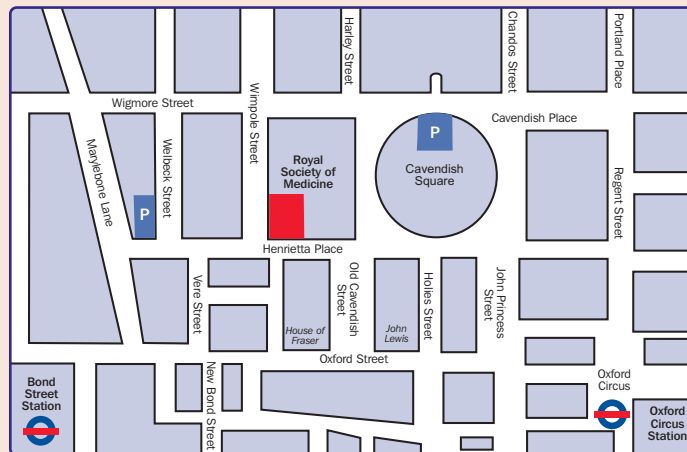 Harley Street
Chandos Street
Portland Place
Wigmore Street
Wimpole Street
Cavendish Place
P
Marylebone Lane
Welbeck Street
Royal
Society of
Medicine
Cavendish
Square
Regent Street
P
Henrietta Place
Vere Street
Old Cavendish
Street
Holies Street
John Princess
Street
House of
Fraser
John
Lewis
Oxford Street
New Bond Street
Bond
Street
Station
Oxford
Circus
Oxford
Circus
Station